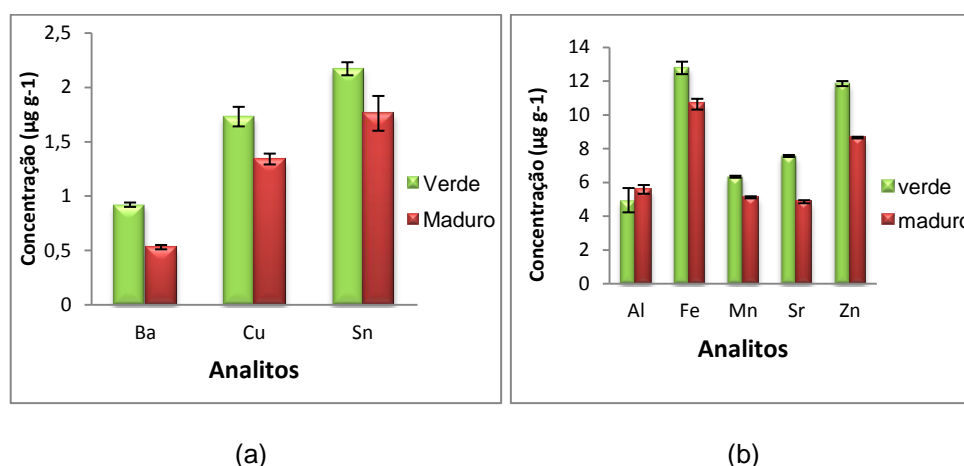 Concentração (µg g-1)
2,5
2
1,5
1
0,5
0
Ba Cu Sn
Analitos
Verde
Maduro
(a)
Concentração (µg g-1)
14
12
10
8
6
4
2
0
Al Fe Mn Sr Zn
Analitos
verde
maduro
(b)